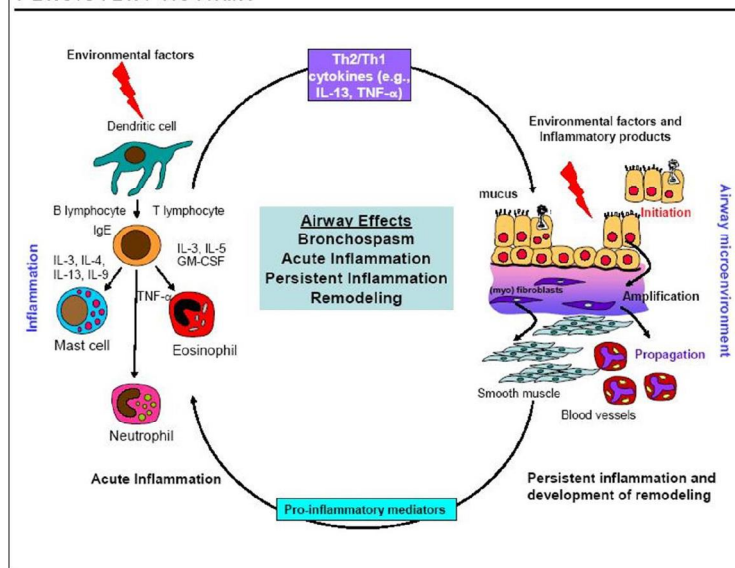 Environmental factors
Dendritic cell
B lymphocyte
T lymphocyte
IgE
IL-3, IL-4,
IL-13, IL-9
IL-3, IL-5
GM-CSF
TNF-α
Mast cell
Eosinophil
Neutrophil
Inflammation
Acute Inflammation
Th2/Th1
cytokines (e.g.,
IL-13, TNF-α)
Airway Effects
Bronchospasm
Acute Inflammation
Persistent Inflammation
Remodeling
Pro-inflammatory mediators
Environmental factors and
Inflammatory products
mucus
Initiation
(myo) fibroblasts
Amplification
Propagation
Smooth muscle
Blood vessels
Airway microenvironment
Persistent inflammation and
development of remodeling